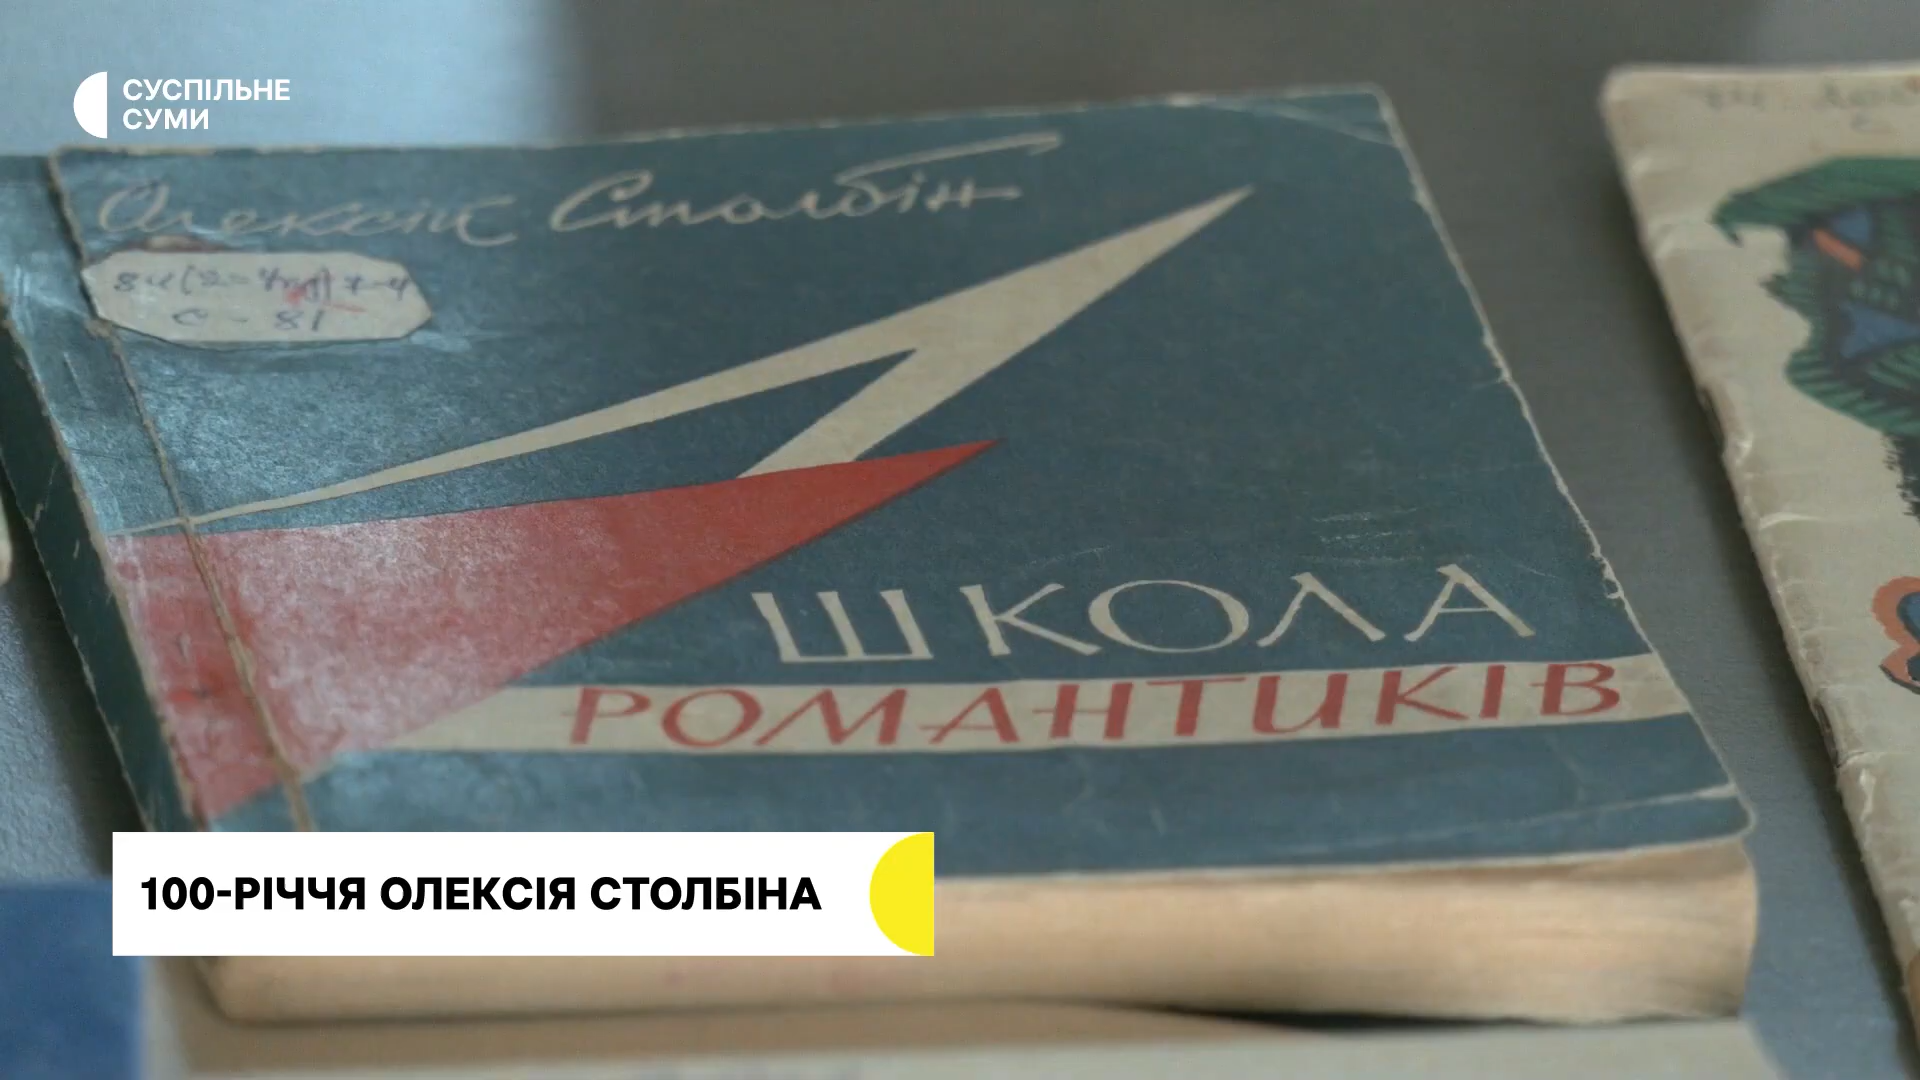 СУСПІЛЬНЕ
СУМИ
Олексій Столбін
С - 81
ШКОЛА
РОМАНТИКІВ
100-РІЧЧЯ ОЛЕКСІЯ СТОЛБІНА